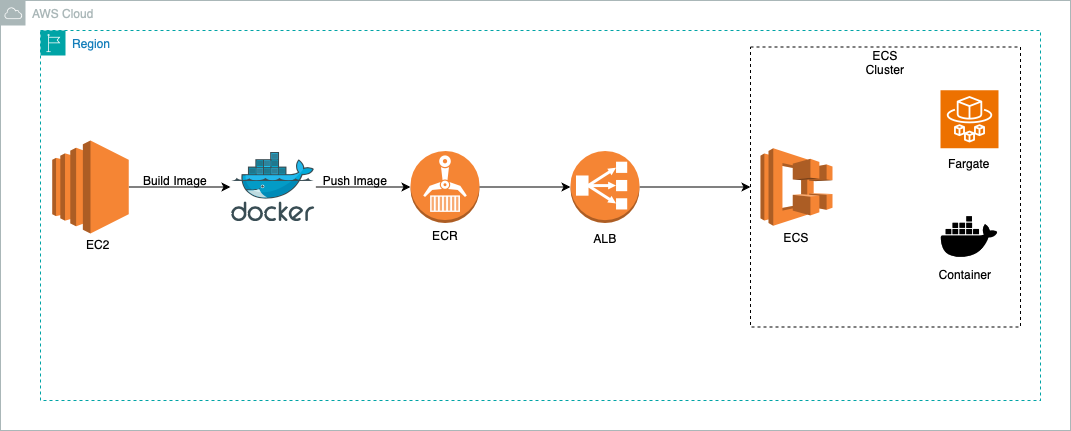 AWS Cloud
Region
ECS
Cluster
Fargate
Build Image
docker
Push Image
EC2
ECR
ALB
ECS
Container